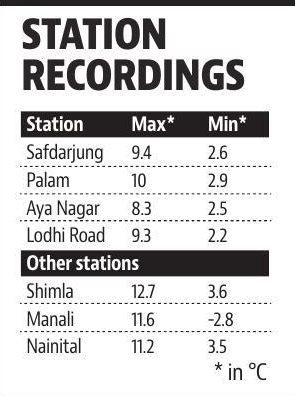 STATION
RECORDINGS
Station Max* Min*
Safdarjung 9.4 2.6
Palam 10 2.9
Aya Nagar 8.3 2.5
Lodhi Road 9.3 2.2
Other stations
Shimla 12.7 3.6
Manali 11.6 -2.8
Nainital 11.2 3.5
* in °C